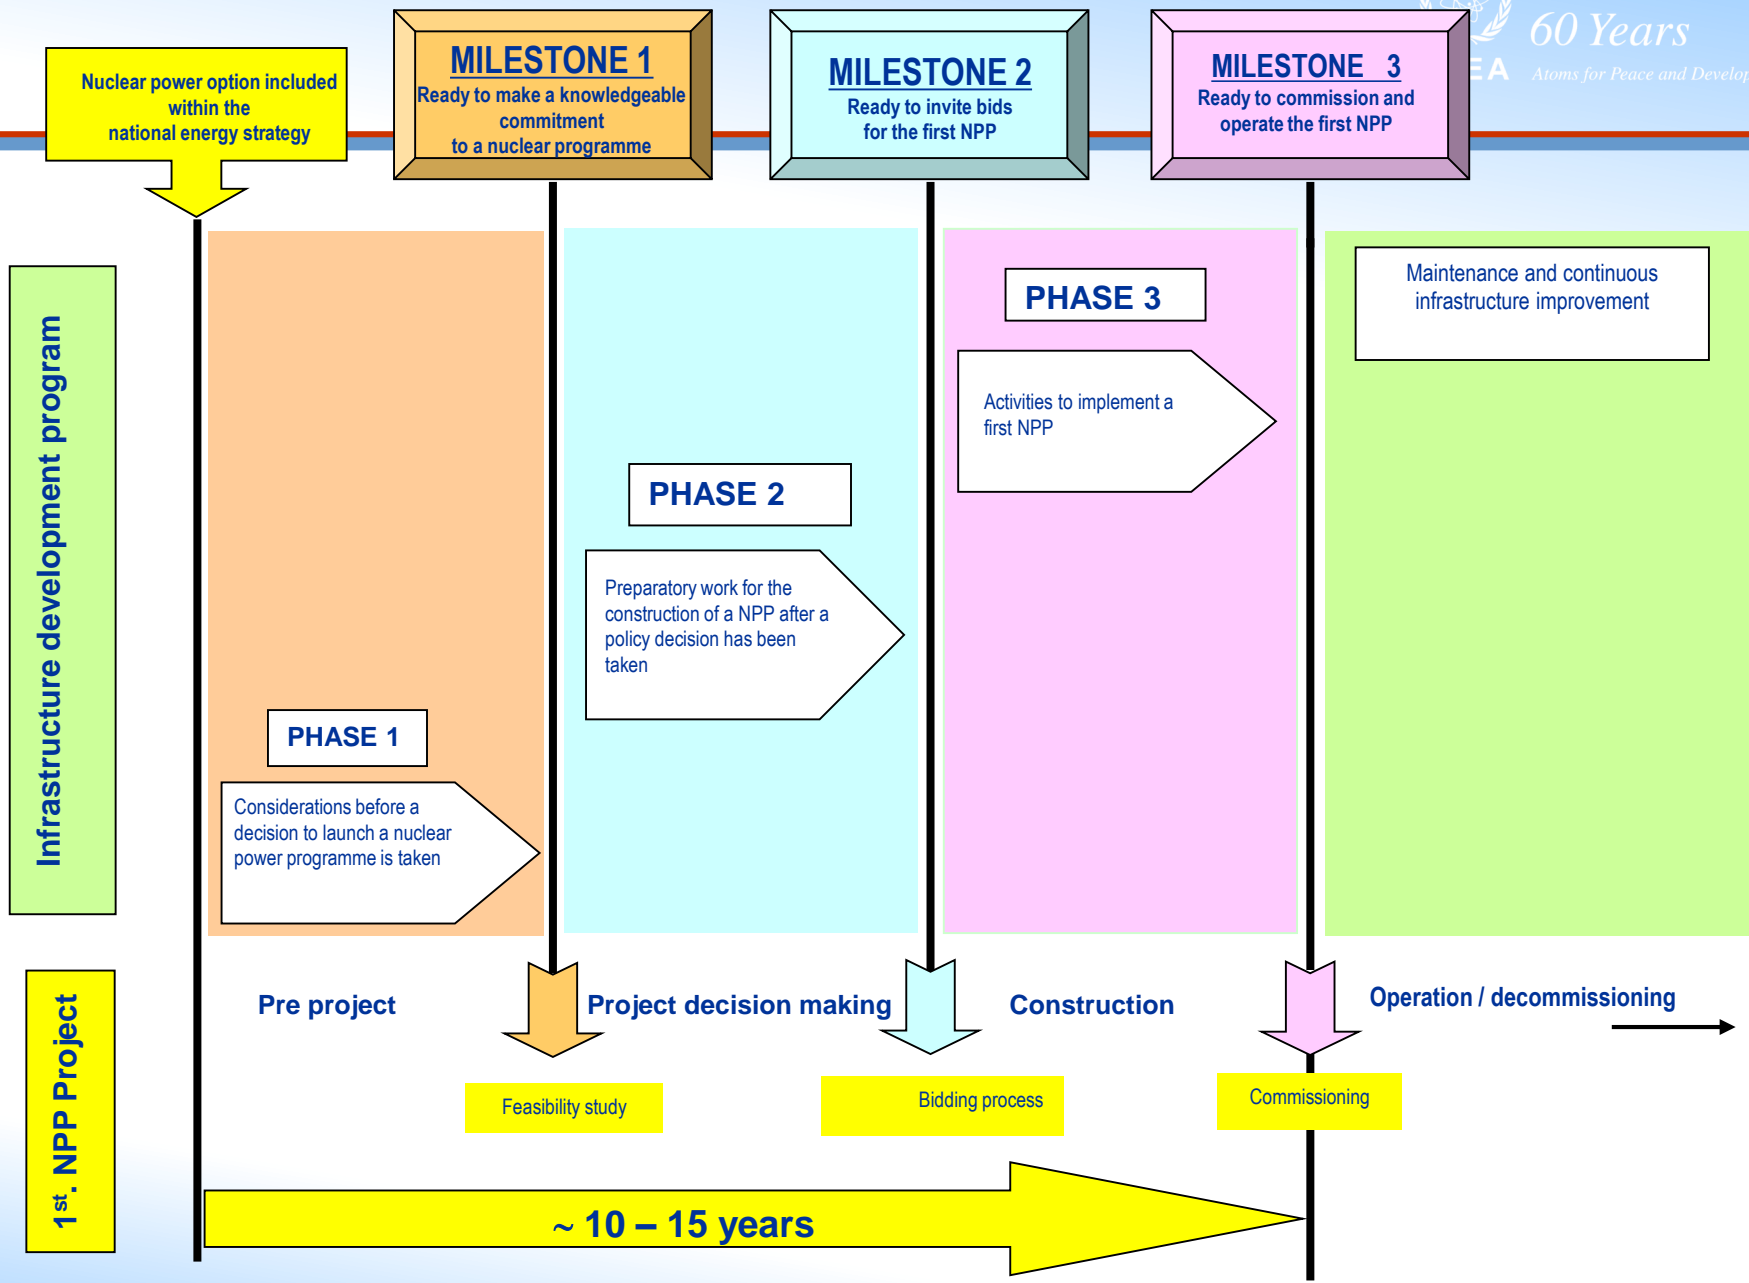 60 Years
EA
Atoms for Peace and Develop
Nuclear power option included
within the
national energy strategy
MILESTONE 1
Ready to make a knowledgeable
commitment
to a nuclear programme
MILESTONE 2
Ready to invite bids
for the first NPP
MILESTONE 3
Ready to commission and
operate the first NPP
Infrastructure development program
PHASE 1
Considerations before a
decision to launch a nuclear
power programme is taken
PHASE 2
Preparatory work for the
construction of a NPP after a
policy decision has been
taken
PHASE 3
Activities to implement a
first NPP
Maintenance and continuous
infrastructure improvement
1st. NPP Project
Pre project
Project decision making
Construction
Operation / decommissioning
Feasibility study
Bidding process
Commissioning
~ 10 – 15 years